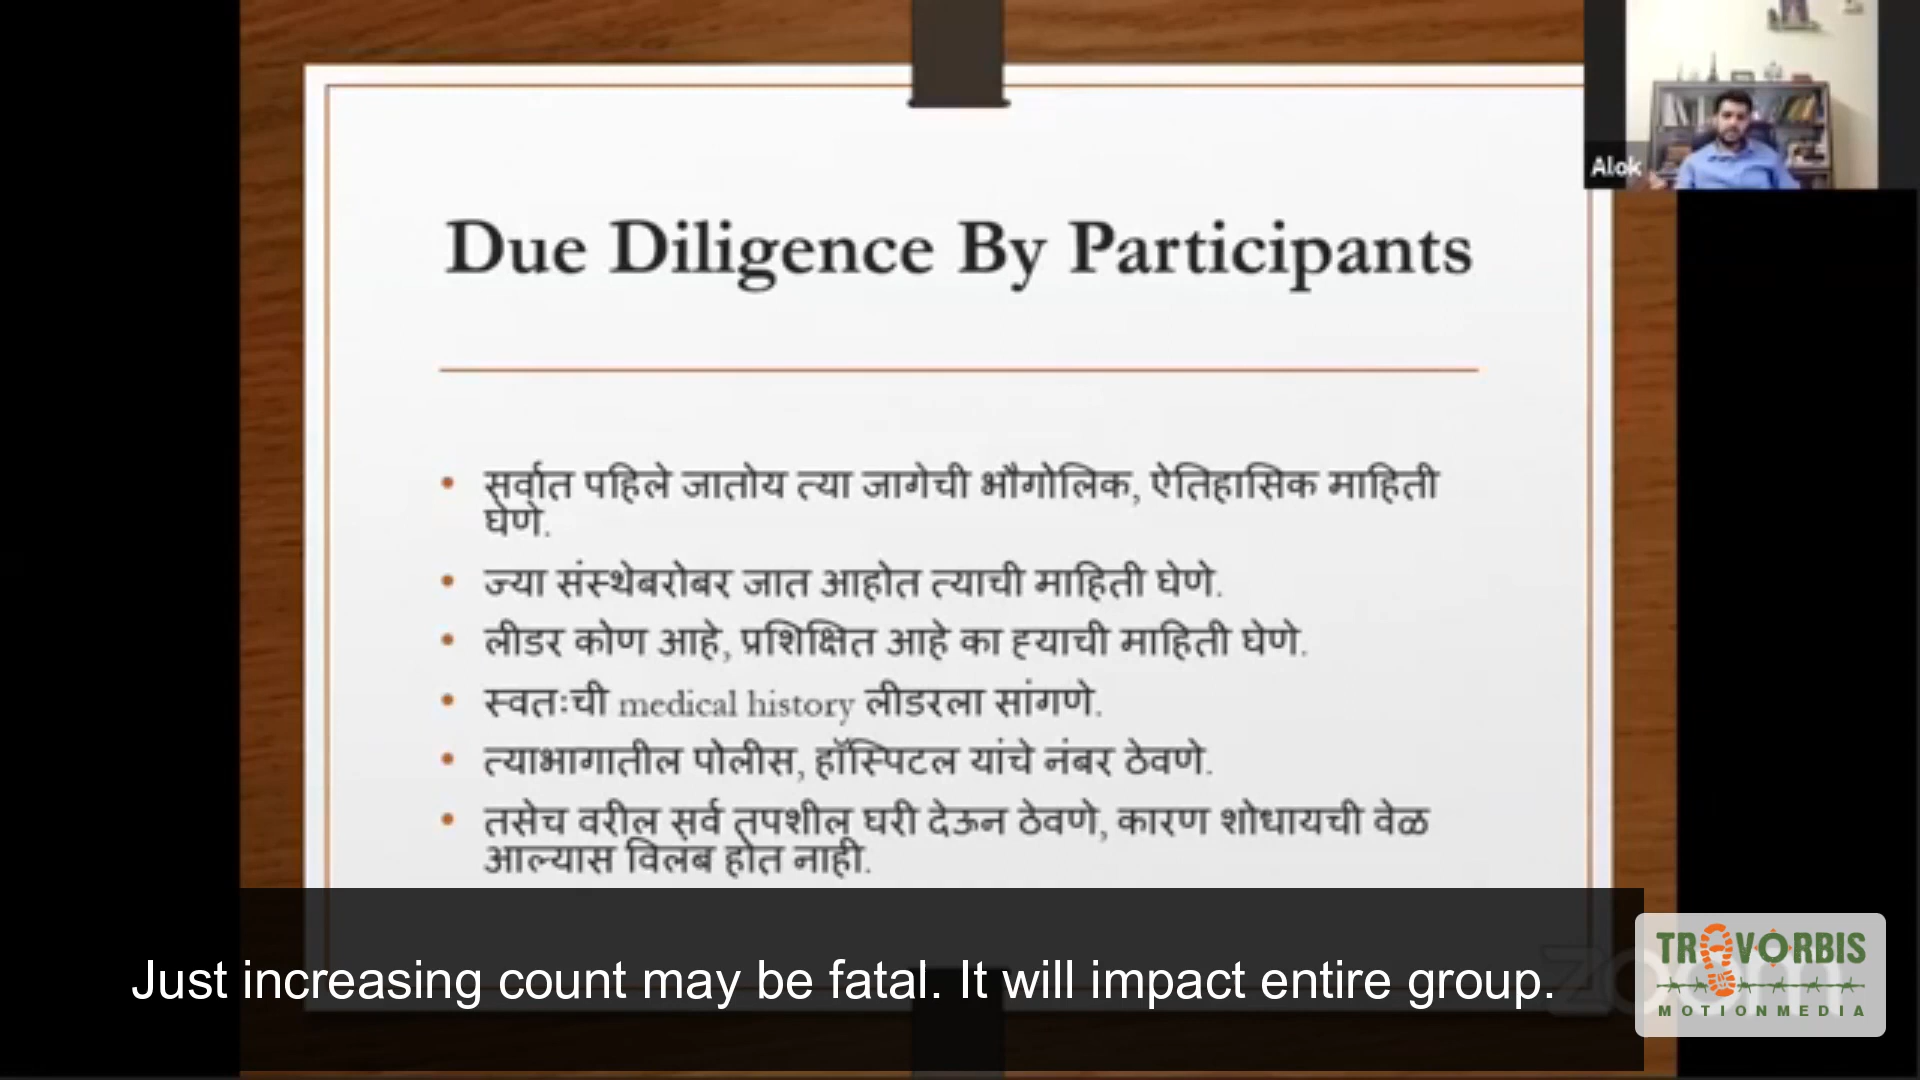 Alok
Due Diligence By Participants
• सर्वात पहिले जातोय त्या जागेची भौगोलिक, ऐतिहासिक माहिती
घेणे.
• ज्या संस्थेबरोबर जात आहोत त्याची माहिती घेणे.
• लीडर कोण आहे, प्रशिक्षित आहे का ह्याची माहिती घेणे.
• स्वतःची medical history लीडरला सांगणे.
• त्याभागातील पोलीस, हॉस्पिटल यांचे नंबर ठेवणे.
• तसेच वरील सर्व तपशील घरी देऊन ठेवणे, कारण शोधायची वेळ
आल्यास विलंब होत नाही.
Just increasing count may be fatal. It will impact entire group.
zoom
TRAVORBIS
MOTIONMEDIA